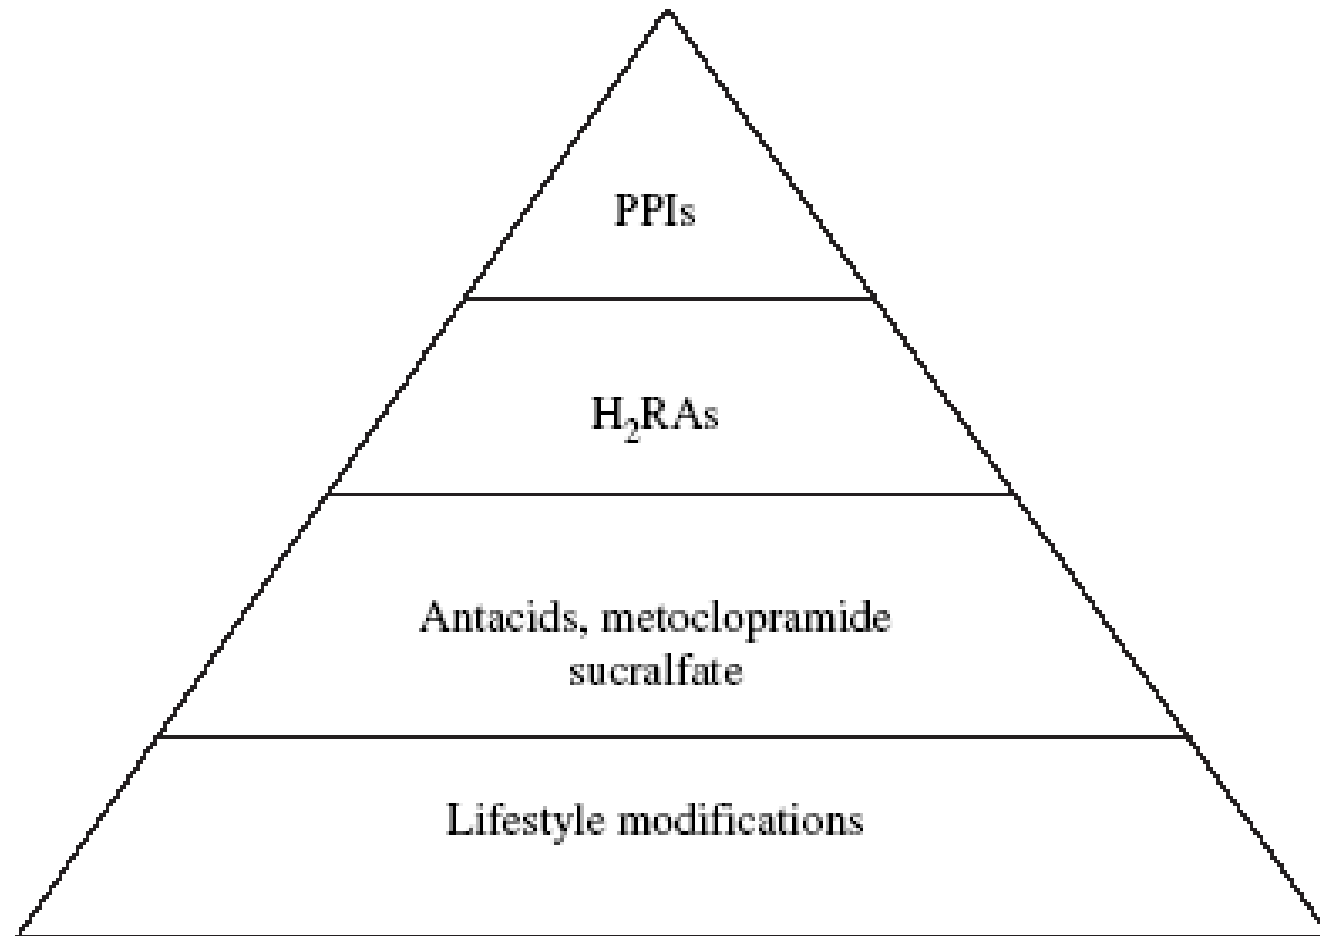 PPIs
H₂RAs
Antacids, metoclopramide
sucralfate
Lifestyle modifications